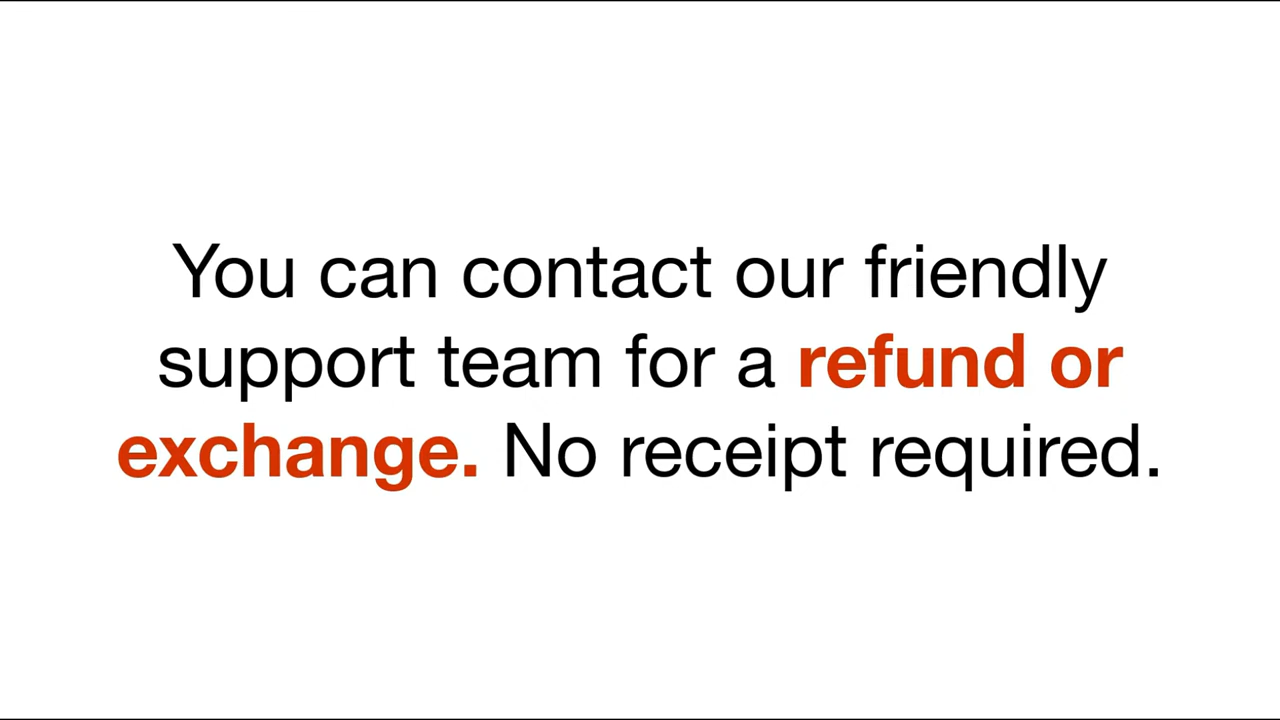 You can contact our friendly
support team for a refund or
exchange. No receipt required.